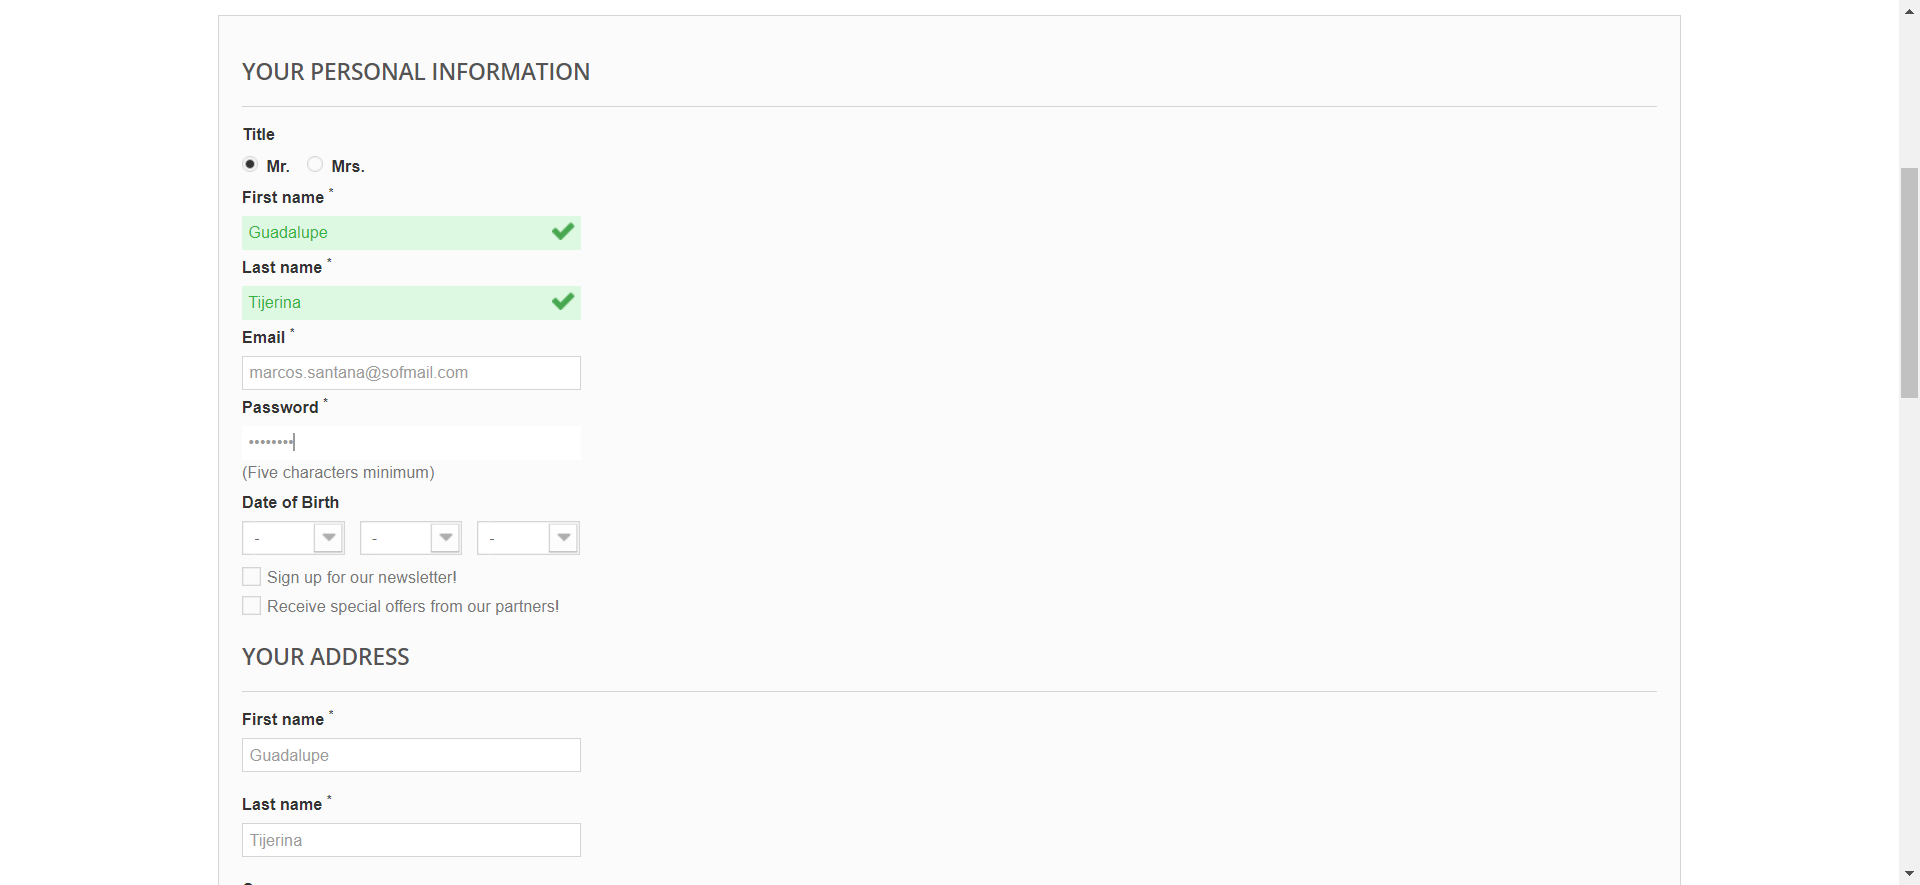 YOUR PERSONAL INFORMATION
Title
Mr. Mrs.
First name *
Guadalupe
Last name *
Tijerina
Email *
marcos.santana@sofmail.com
Password *
••••••••
(Five characters minimum)
Date of Birth
- - -
Sign up for our newsletter!
Receive special offers from our partners!
YOUR ADDRESS
First name *
Guadalupe
Last name *
Tijerina